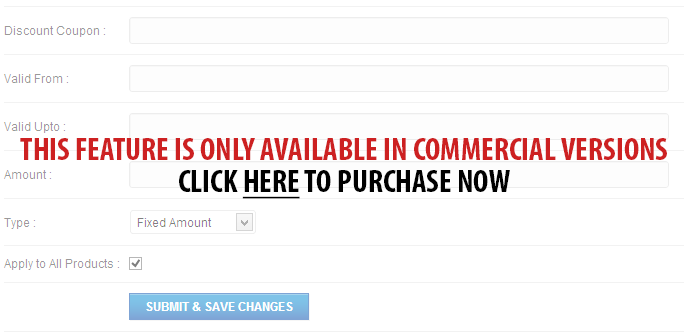 Discount Coupon :
Valid From :
Valid Upto :
THIS FEATURE IS ONLY AVAILABLE IN COMMERCIAL VERSIONS
Amount :
CLICK HERE TO PURCHASE NOW
Type : Fixed Amount
Apply to All Products :
SUBMIT & SAVE CHANGES